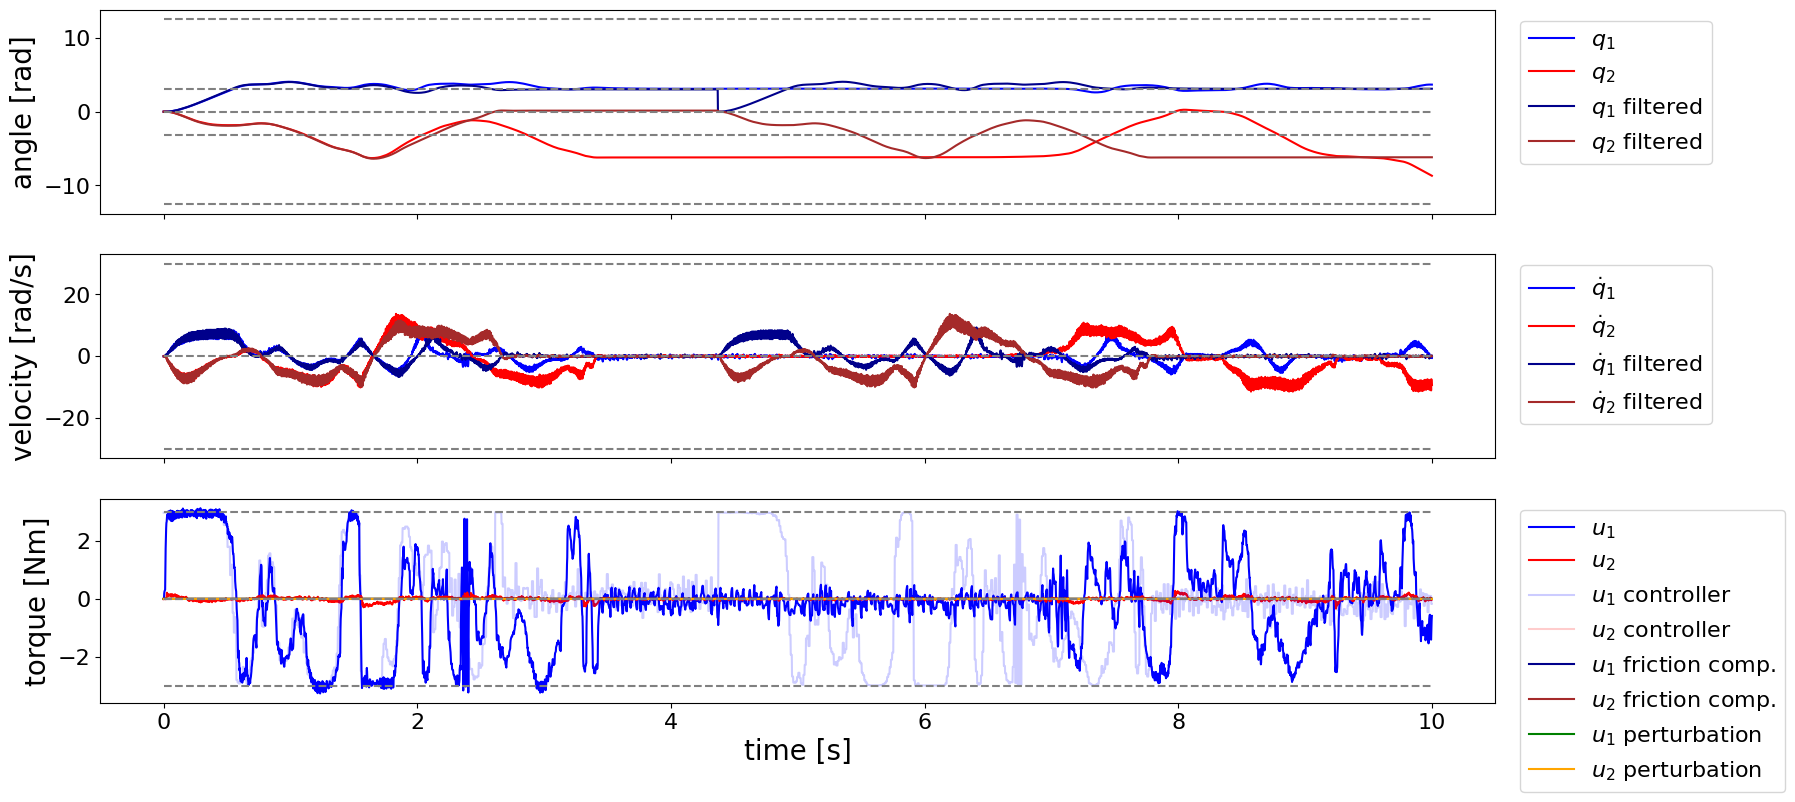 angle [rad]
10
0
−10
q₁
q₂
q₁ filtered
q₂ filtered
velocity [rad/s]
20
0
−20
q̇₁
q̇₂
q̇₁ filtered
q̇₂ filtered
torque [Nm]
2
0
−2
0 2 4 6 8 10
time [s]
u₁
u₂
u₁ controller
u₂ controller
u₁ friction comp.
u₂ friction comp.
u₁ perturbation
u₂ perturbation